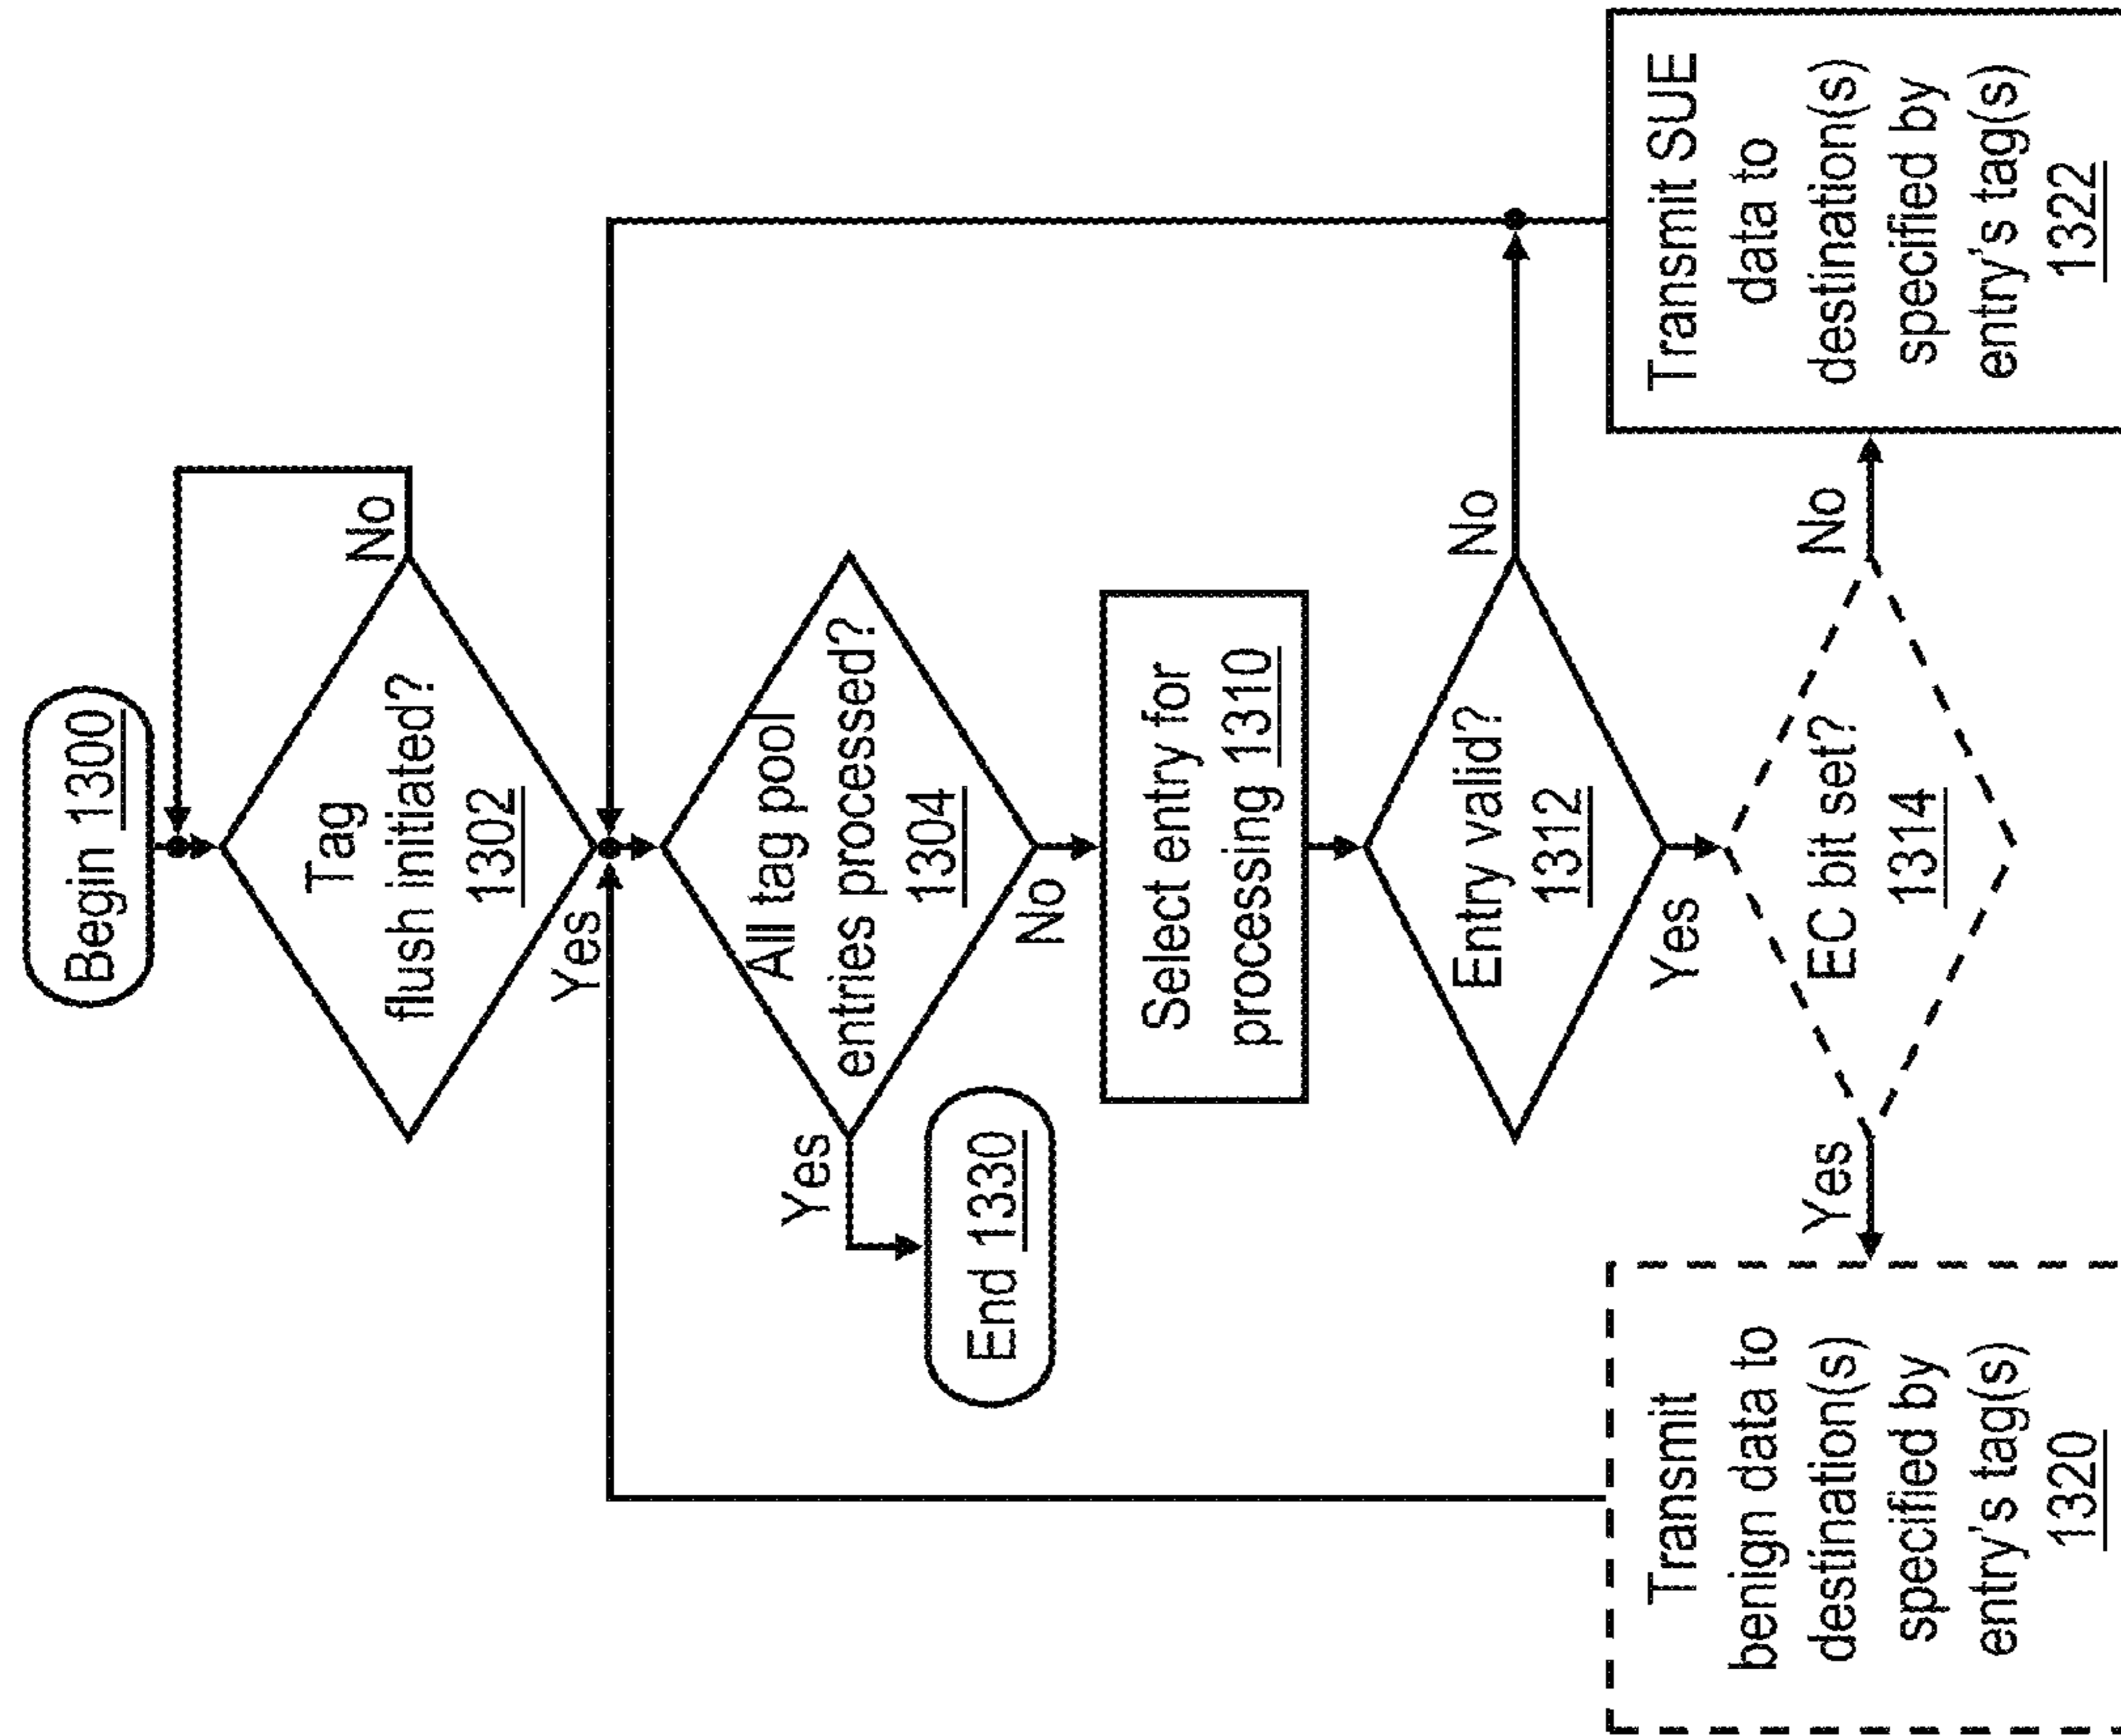 Begin 1300
Tag
flush initiated?
1302
No
Yes
All tag pool
entries processed?
1304
Yes
No
End 1330
Select entry for
processing 1310
Entry valid?
1312
No
Yes
EC bit set?
1314
Yes
No
Transmit
benign data to
destination(s)
specified by
entry's tag(s)
1320
Transmit SUE
data to
destination(s)
specified by
entry's tag(s)
1322